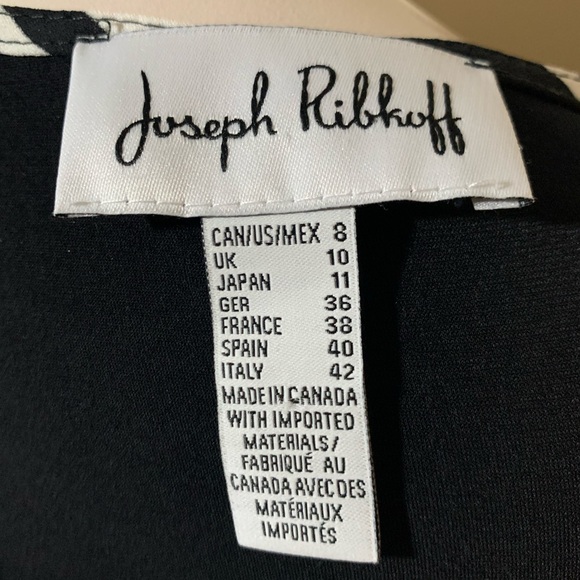 Joseph Ribkoff
CAN/US/MEX 8
UK 10
JAPAN 11
GER 36
FRANCE 38
SPAIN 40
ITALY 42
MADE IN CANADA
WITH IMPORTED
MATERIALS/
FABRIQUÉ AU
CANADA AVEC DES
MATÉRIAUX
IMPORTÉS